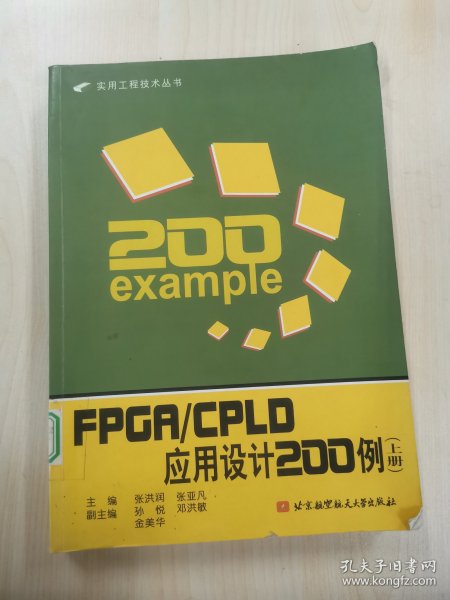 实用工程技术丛书
200
example
FPGA/CPLD
应用设计200例(上册)
主编 张洪润 张亚凡
副主编 孙悦 邓洪敏
金美华
北京航空航天大学出版社
孔夫子旧书网
www.kongfz.com